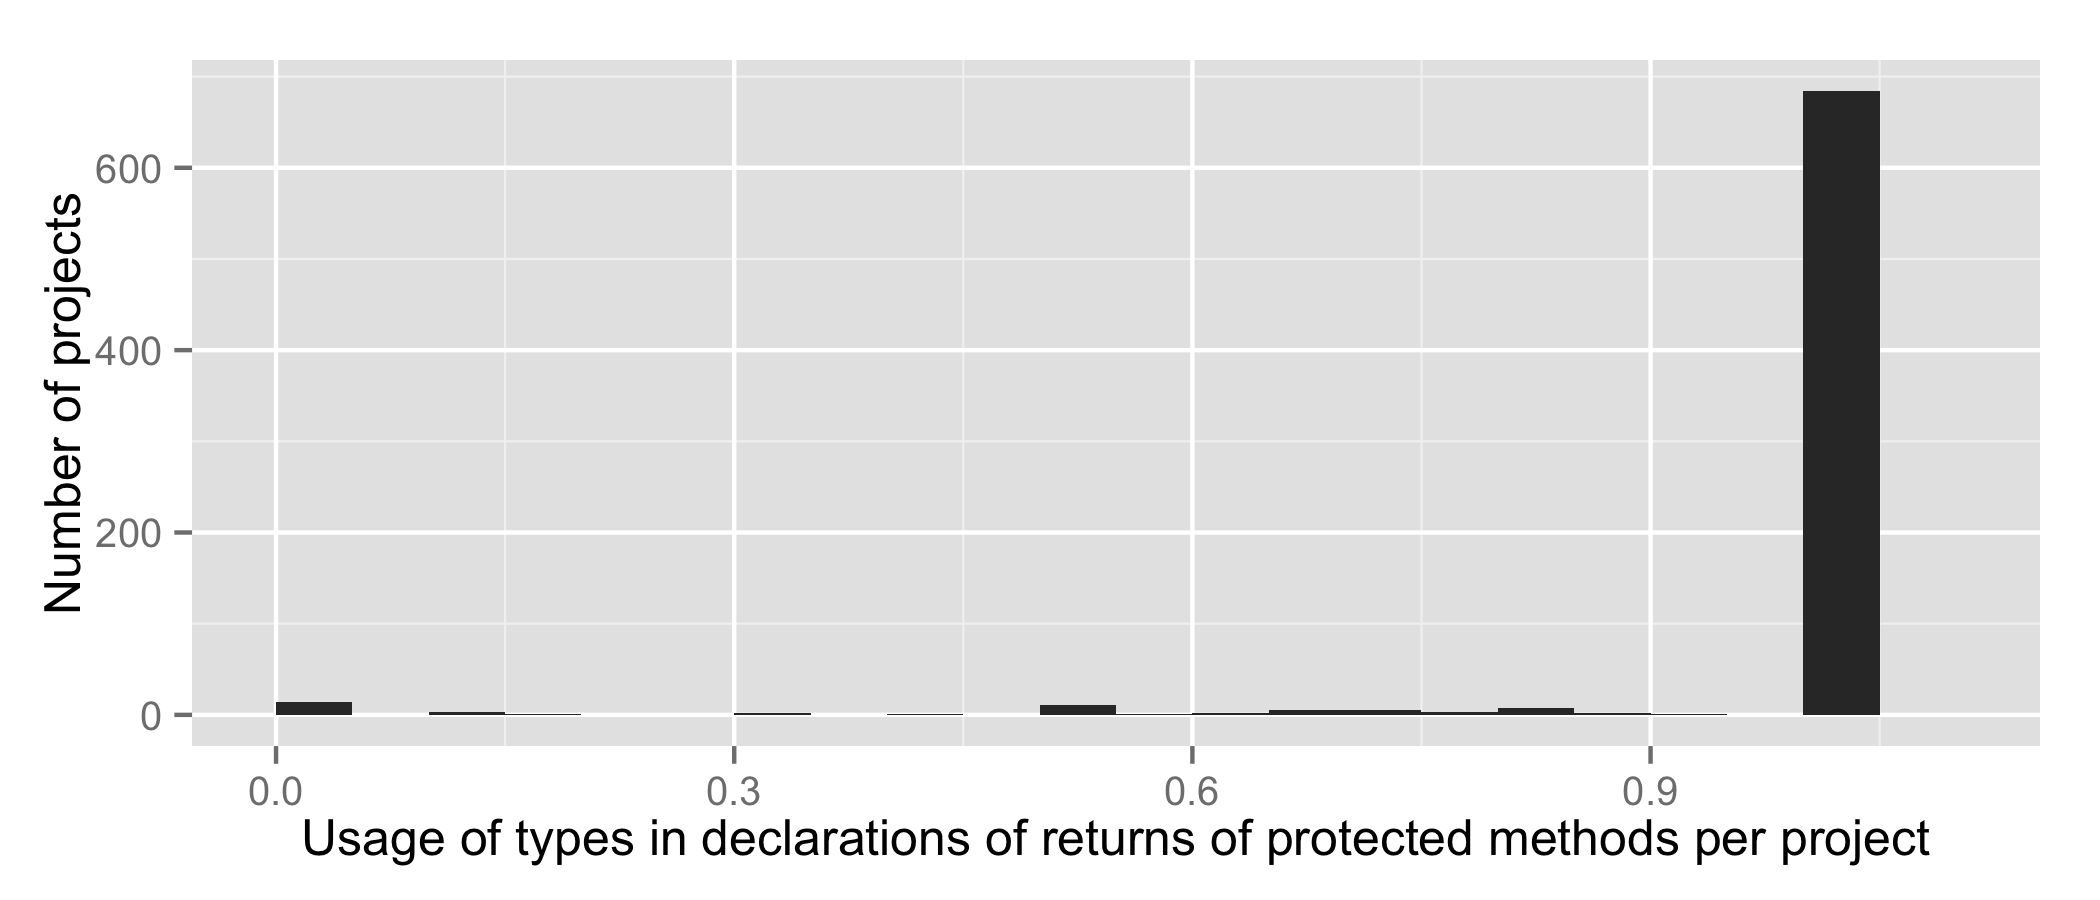 Number of projects
600
400
200
0
0.0 0.3 0.6 0.9
Usage of types in declarations of returns of protected methods per project